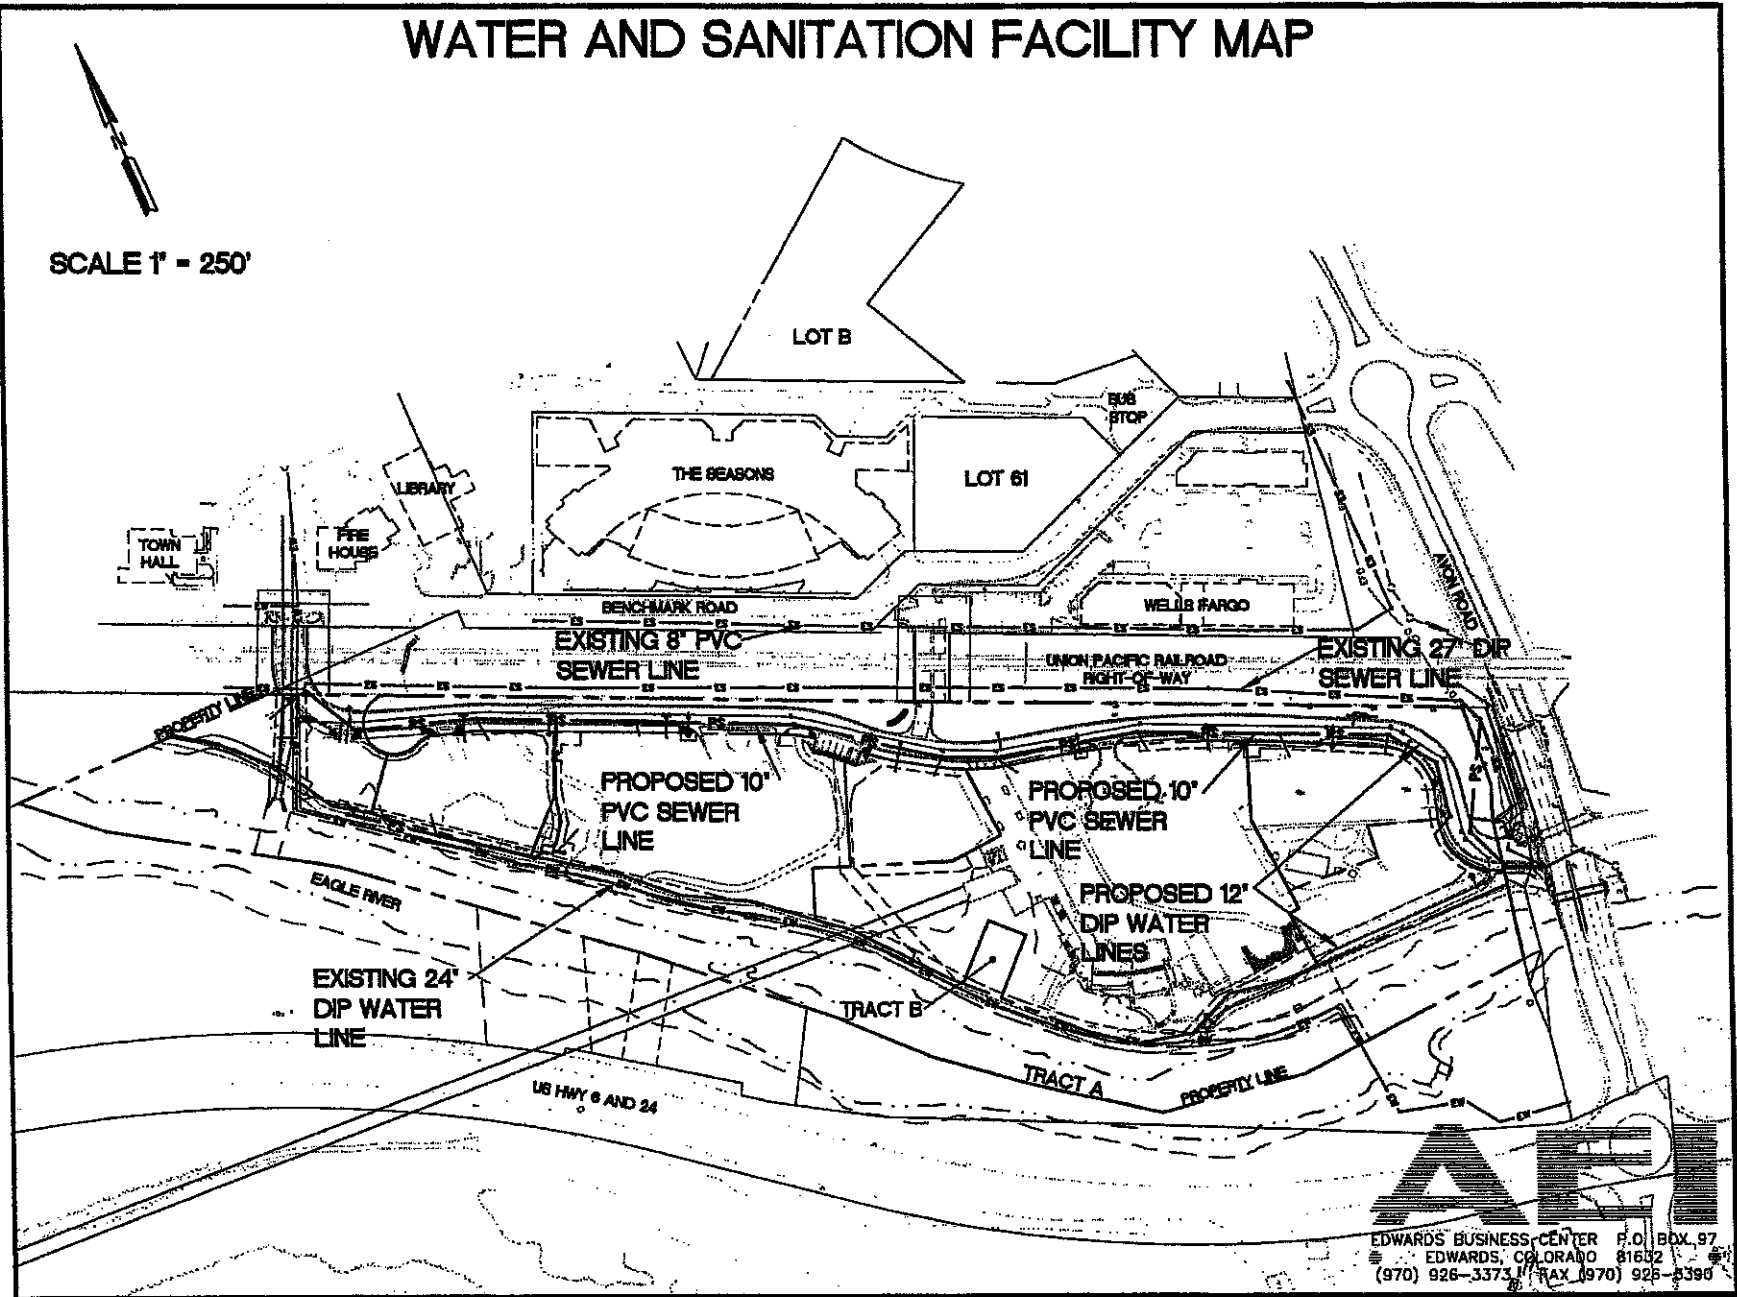 WATER AND SANITATION FACILITY MAP
N
SCALE 1" = 250'
LOT B
BUS
STOP
THE SEASONS
LOT 61
LIBRARY
FIRE
HOUSE
TOWN
HALL
AVON ROAD
BENCHMARK ROAD
WELLS FARGO
EXISTING 8" PVC
SEWER LINE
UNION PACIFIC RAILROAD
RIGHT-OF-WAY
EXISTING 27" DIP
SEWER LINE
PROPERTY LINE
PROPOSED 10"
PVC SEWER
LINE
PROPOSED 10"
PVC SEWER
LINE
EAGLE RIVER
PROPOSED 12"
DIP WATER
LINES
EXISTING 24"
DIP WATER
LINE
TRACT B
TRACT A
PROPERTY LINE
US HWY 6 AND 24
EDWARDS BUSINESS CENTER P.O. BOX 97
EDWARDS, COLORADO 81632
(970) 926-3373 FAX (970) 926-3390